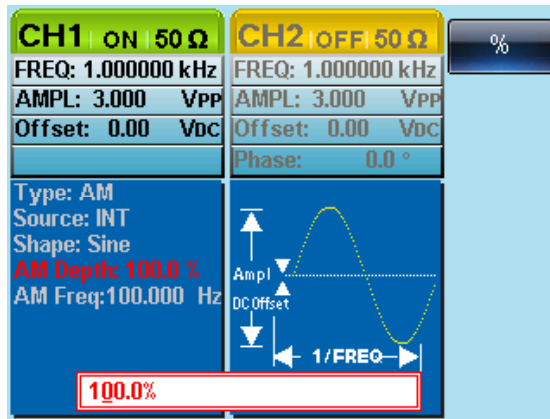 CH1 ON 50 Ω
FREQ: 1.000000 kHz
AMPL: 3.000 VPP
Offset: 0.00 VDC
CH2 OFF 50 Ω
FREQ: 1.000000 kHz
AMPL: 3.000 VPP
Offset: 0.00 VDC
Phase: 0.0 °
%
Type: AM
Source: INT
Shape: Sine
AM Depth: 100.0 %
AM Freq:100.000 Hz
Ampl
DC Offset
1/FREQ
100.0%